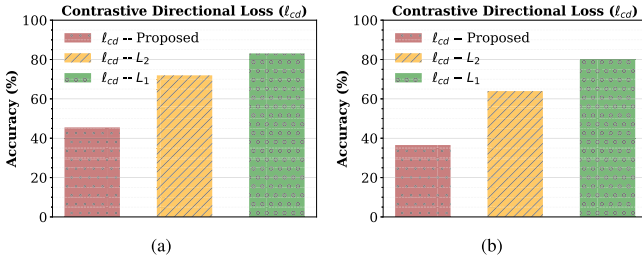 Contrastive Directional Loss (ℓcd)
Accuracy (%)
100
80
60
40
20
0
ℓcd -- Proposed
ℓcd -- L2
ℓcd -- L1
(a)
Contrastive Directional Loss (ℓcd)
Accuracy (%)
100
80
60
40
20
0
ℓcd − Proposed
ℓcd − L2
ℓcd − L1
(b)